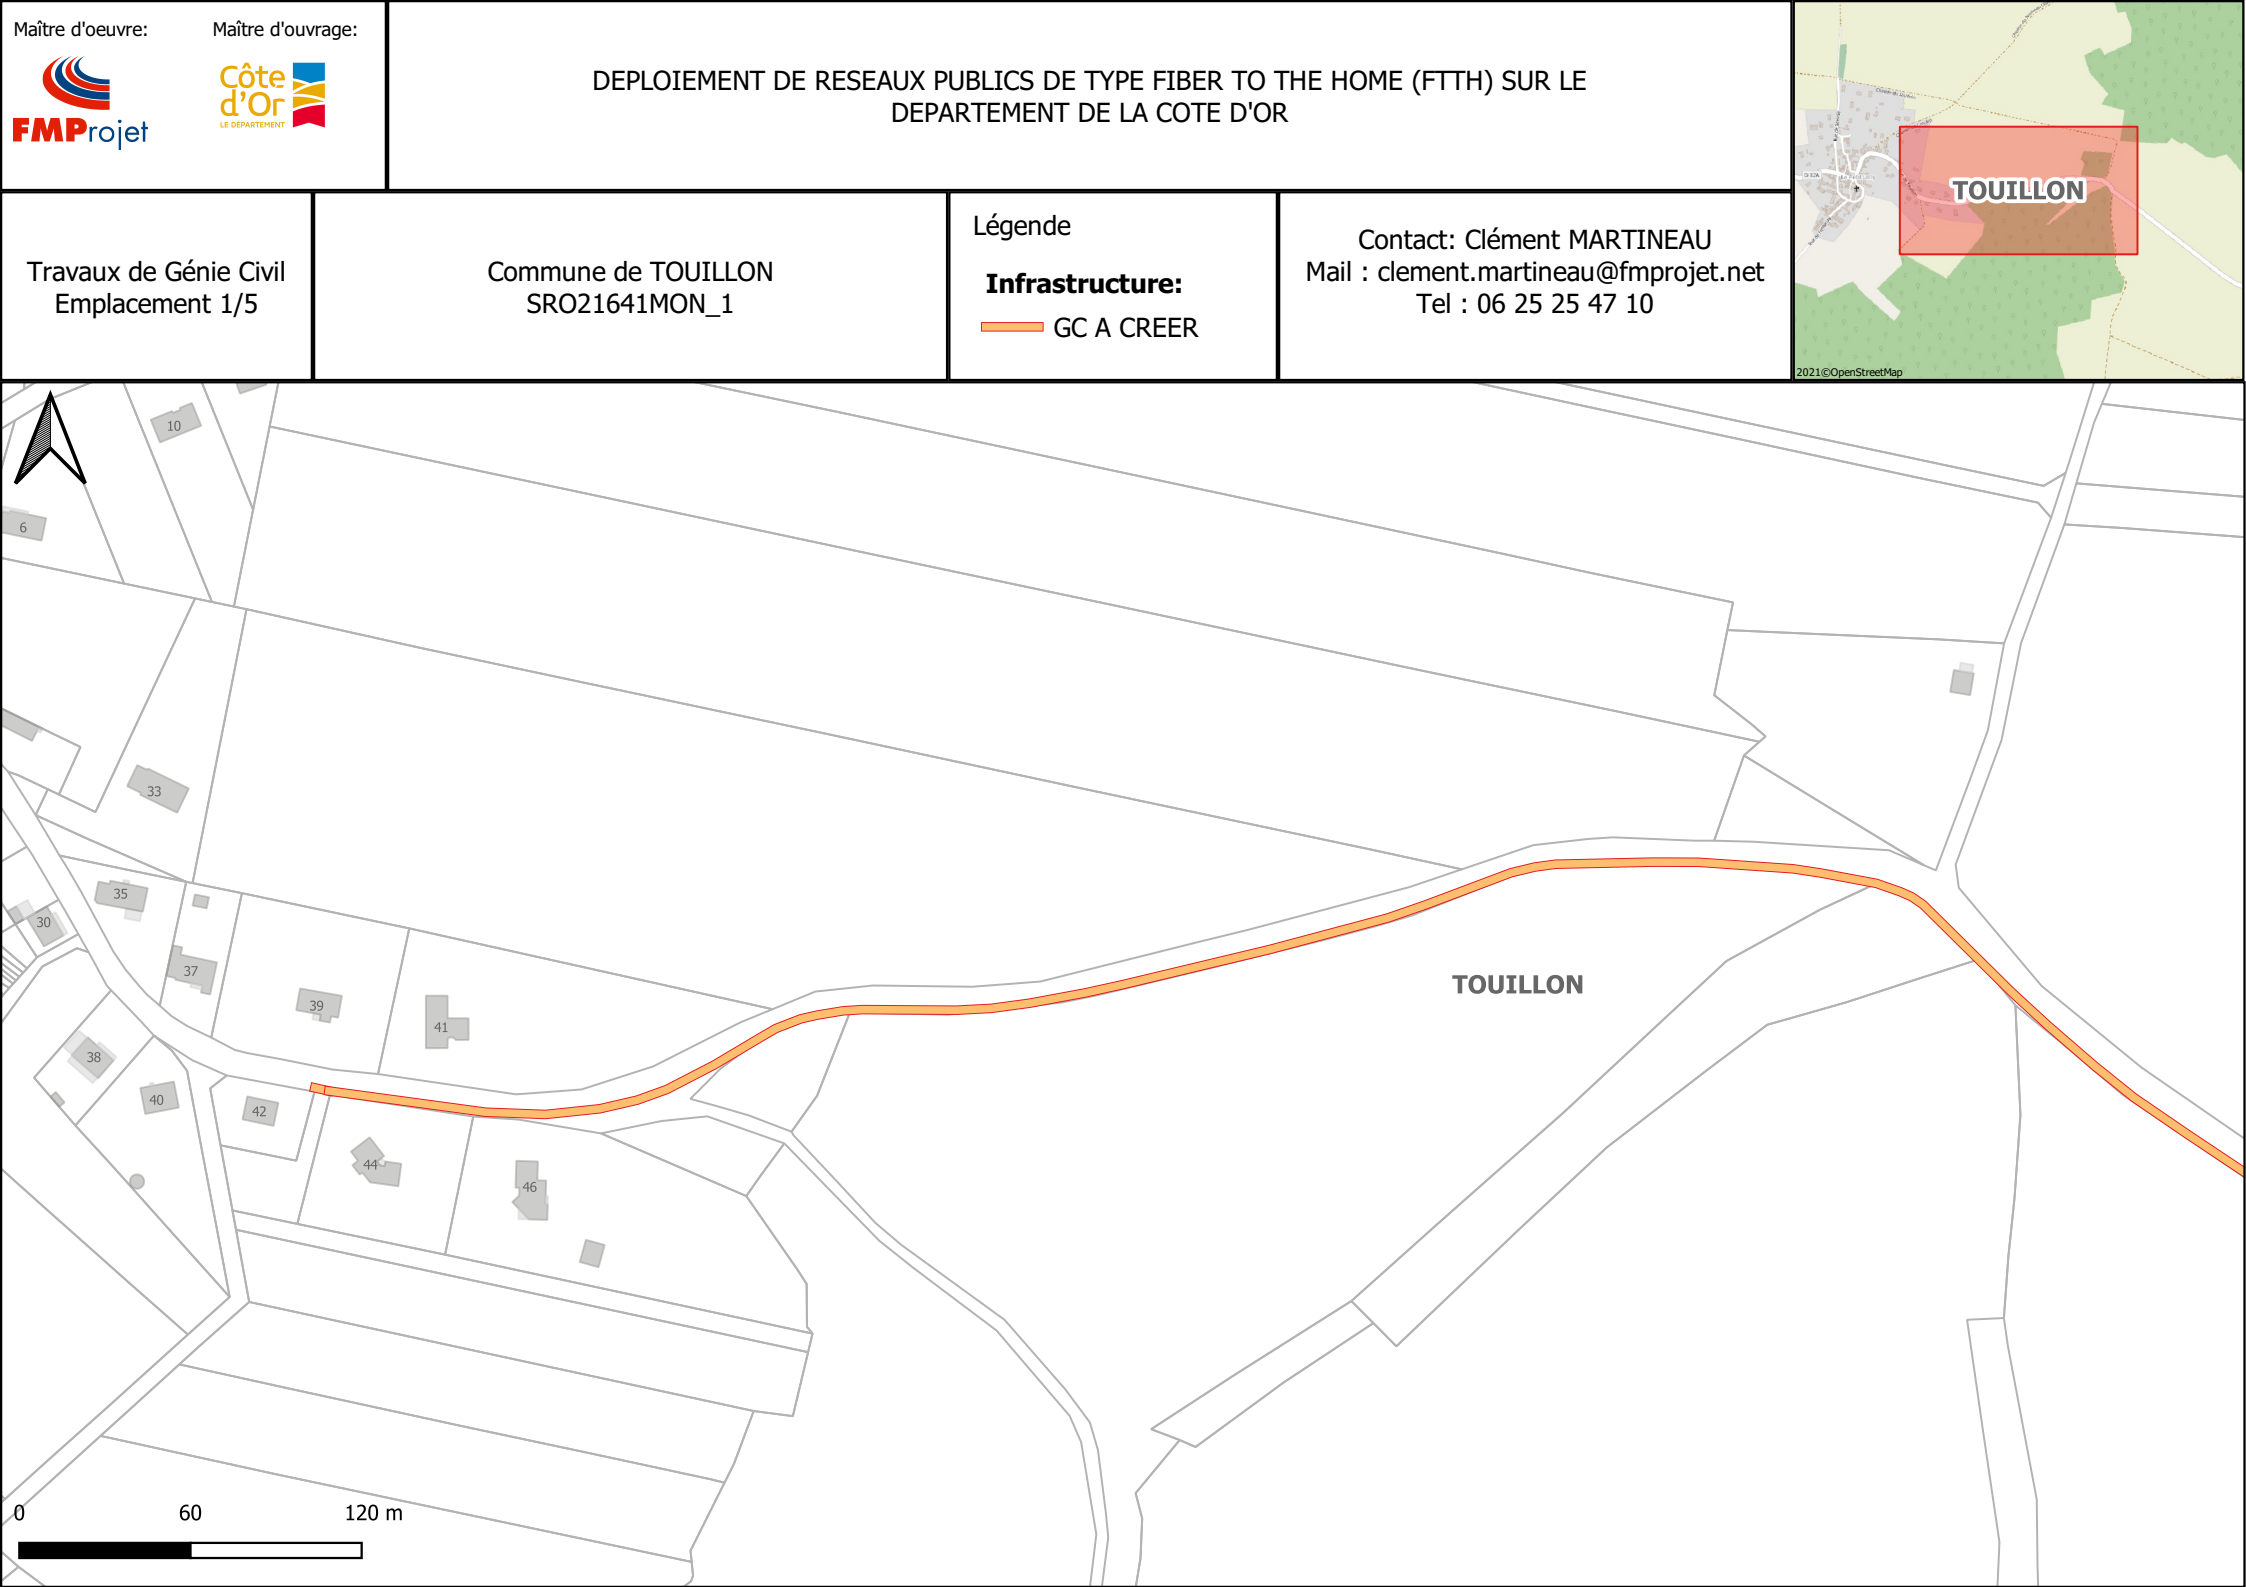 Maître d'oeuvre:
Maître d'ouvrage:
FMProjet
Côte
d'Or
LE DÉPARTEMENT
DEPLOIEMENT DE RESEAUX PUBLICS DE TYPE FIBER TO THE HOME (FTTH) SUR LE
DEPARTEMENT DE LA COTE D'OR
Travaux de Génie Civil
Emplacement 1/5
Commune de TOUILLON
SRO21641MON_1
Légende
Infrastructure:
GC A CREER
Contact: Clément MARTINEAU
Mail : clement.martineau@fmprojet.net
Tel : 06 25 25 47 10
TOUILLON
2021©OpenStreetMap
10
6
33
35
30
37
39
41
38
40
42
44
46
TOUILLON
0
60
120 m